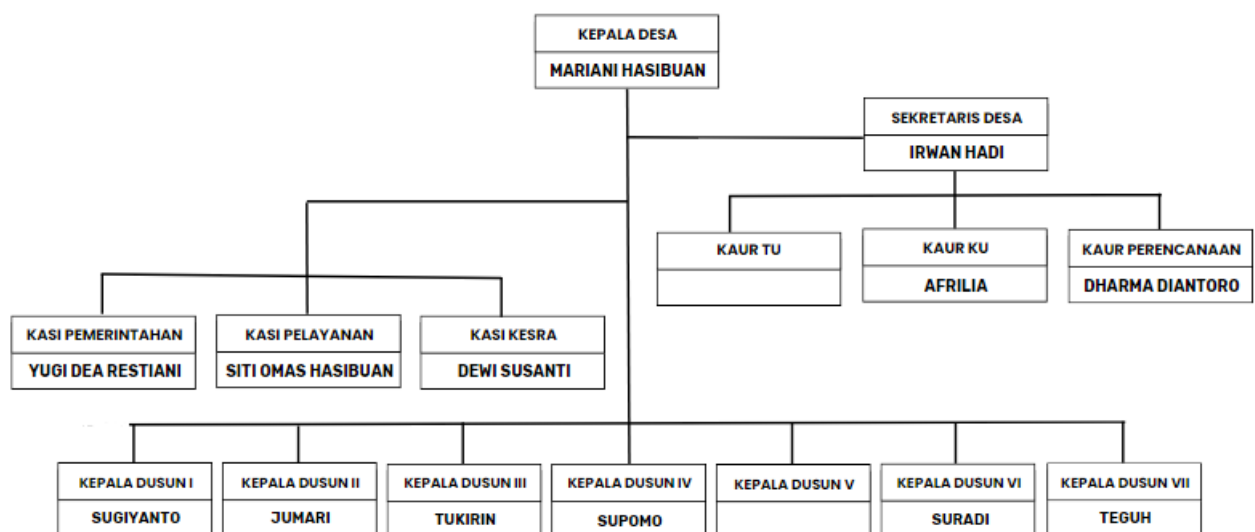 KEPALA DESA
MARIANI HASIBUAN
SEKRETARIS DESA
IRWAN HADI
KAUR TU
KAUR KU
AFRILIA
KAUR PERENCANAAN
DHARMA DIANTORO
KASI PEMERINTAHAN
YUGI DEA RESTIANI
KASI PELAYANAN
SITI OMAS HASIBUAN
KASI KESRA
DEWI SUSANTI
KEPALA DUSUN I
SUGIYANTO
KEPALA DUSUN II
JUMARI
KEPALA DUSUN III
TUKIRIN
KEPALA DUSUN IV
SUPOMO
KEPALA DUSUN V
KEPALA DUSUN VI
SURADI
KEPALA DUSUN VII
TEGUH